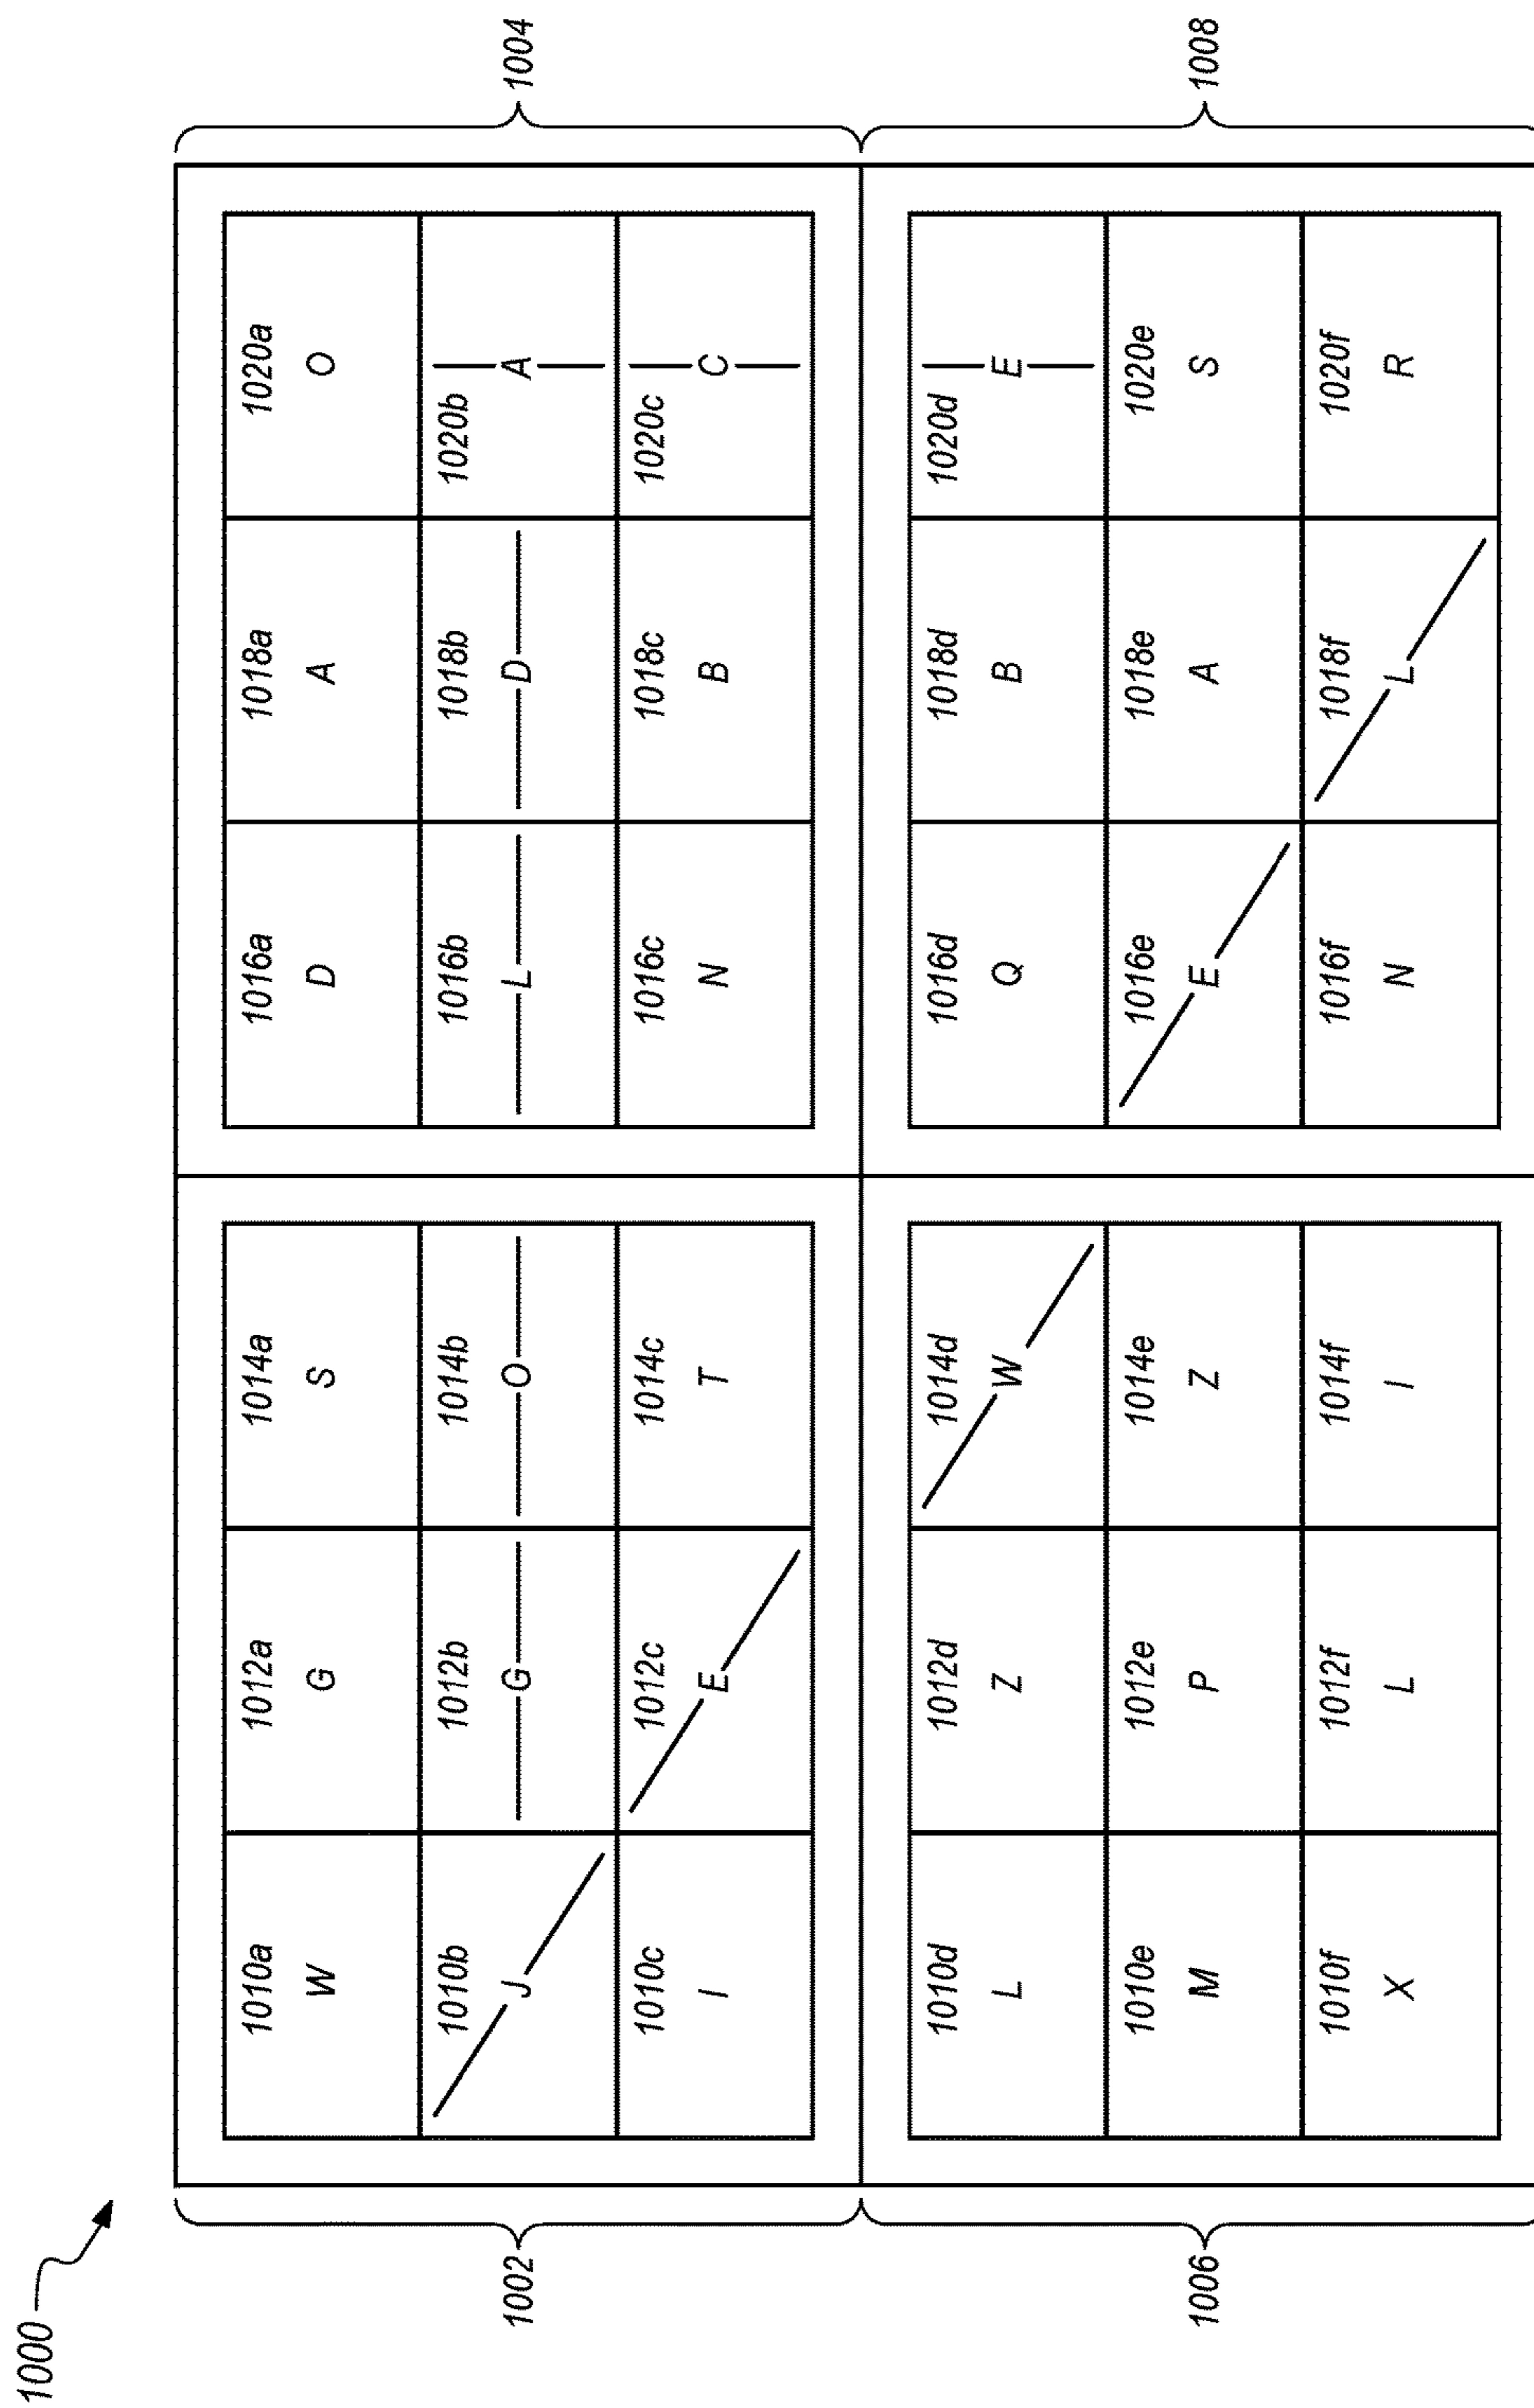 1000
1002
1004
1010a 1012a 1014a 1016a 1018a 1020a
W G S D A O
1010b 1012b 1014b 1016b 1018b 1020b
J G O L D A
1010c 1012c 1014c 1016c 1018c 1020c
I E T N B C
1006
1008
1010d 1012d 1014d 1016d 1018d 1020d
L Z W Q B E
1010e 1012e 1014e 1016e 1018e 1020e
M P Z E A S
1010f 1012f 1014f 1016f 1018f 1020f
X L I N L R